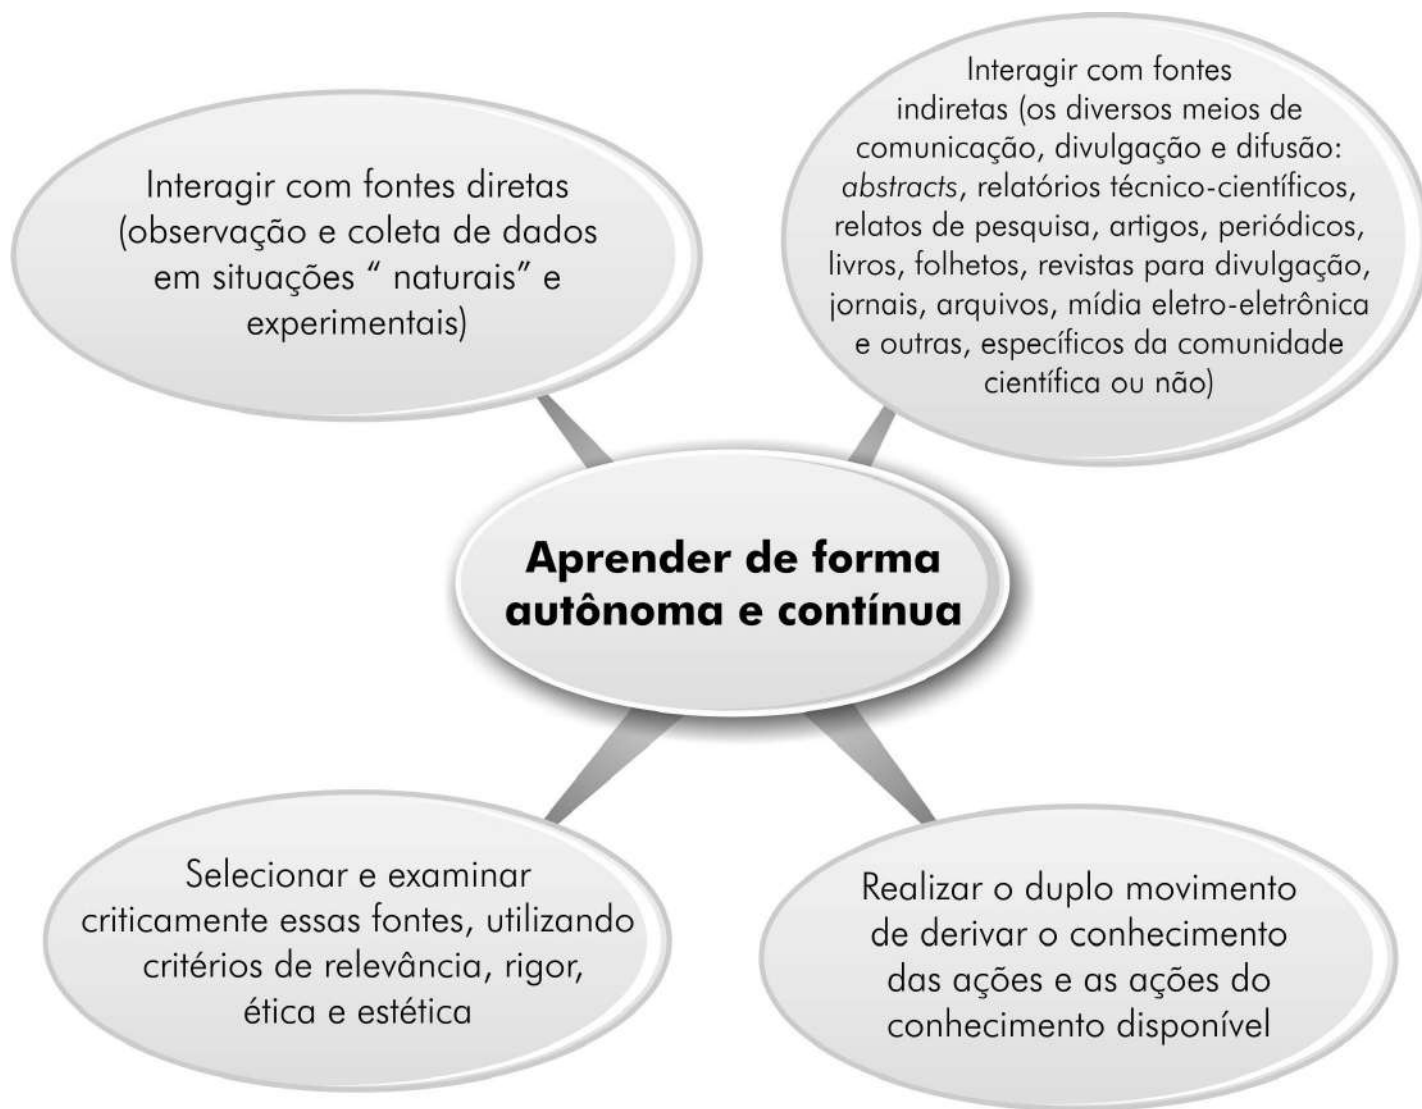 Interagir com fontes diretas
(observação e coleta de dados
em situações “ naturais” e
experimentais)
Interagir com fontes
indiretas (os diversos meios de
comunicação, divulgação e difusão:
abstracts, relatórios técnico-científicos,
relatos de pesquisa, artigos, periódicos,
livros, folhetos, revistas para divulgação,
jornais, arquivos, mídia eletro-eletrônica
e outras, específicos da comunidade
científica ou não)
Aprender de forma
autônoma e contínua
Selecionar e examinar
criticamente essas fontes, utilizando
critérios de relevância, rigor,
ética e estética
Realizar o duplo movimento
de derivar o conhecimento
das ações e as ações do
conhecimento disponível